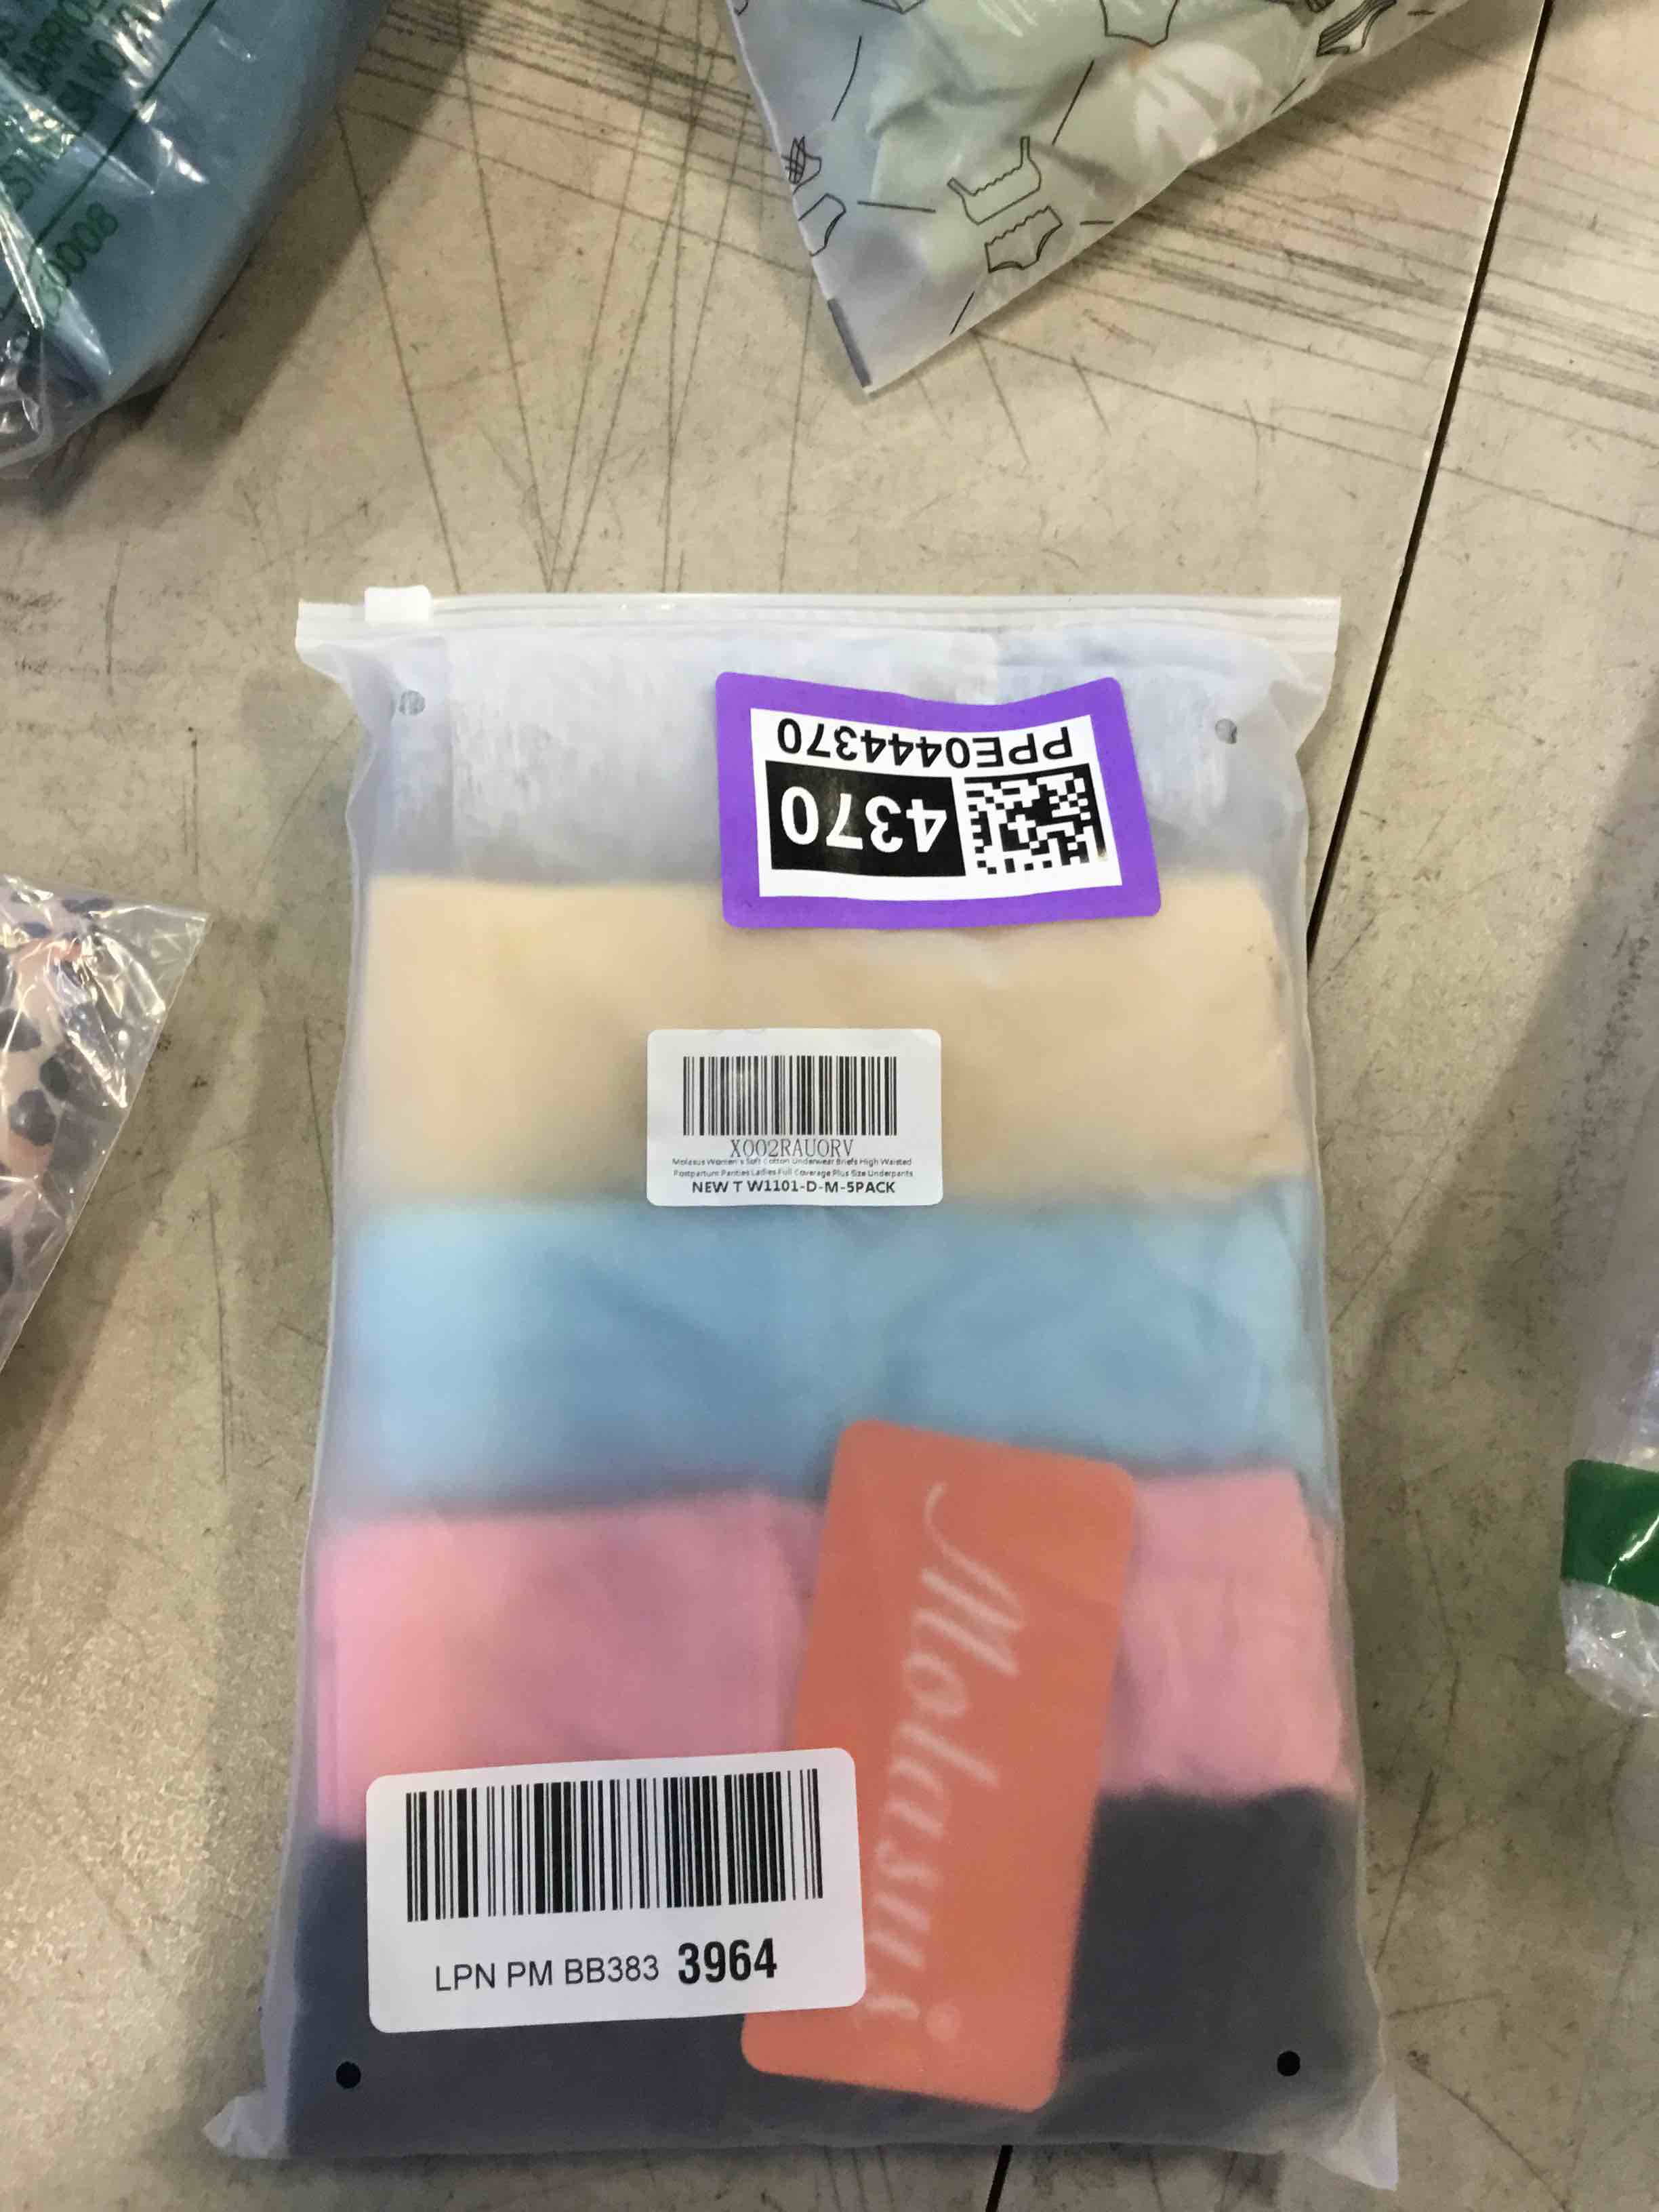 00008
PPE0444370
4370
X002RAUORV
Molasus Women's Soft Cotton Underwear Briefs High Waisted
Postpartum Panties Ladies Full Coverage Plus Size Underpants
NEW T W1101-D-M-5PACK
Molasus
LPN PM BB383 3964